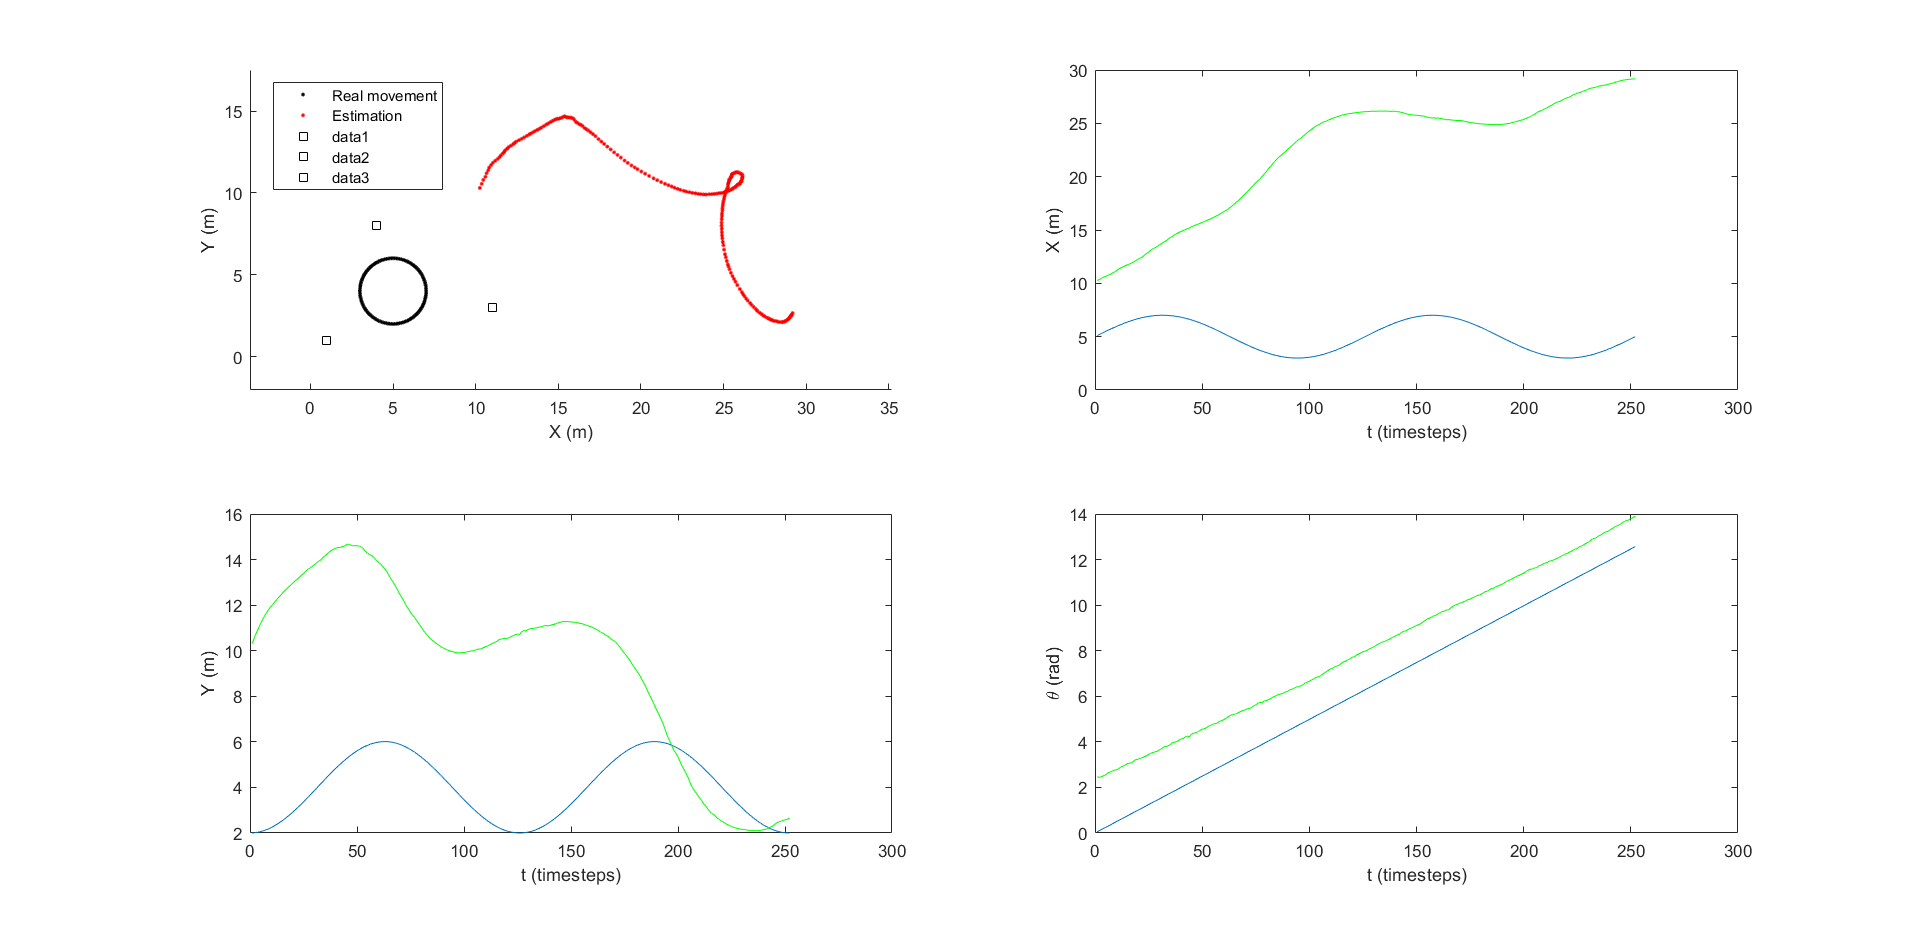 Real movement
Estimation
data1
data2
data3
15
10
5
0
Y (m)
0 5 10 15 20 25 30 35
X (m)
30
25
20
15
10
5
0
X (m)
0 50 100 150 200 250 300
t (timesteps)
16
14
12
10
8
6
4
2
Y (m)
0 50 100 150 200 250 300
t (timesteps)
14
12
10
8
6
4
2
0
θ (rad)
0 50 100 150 200 250 300
t (timesteps)